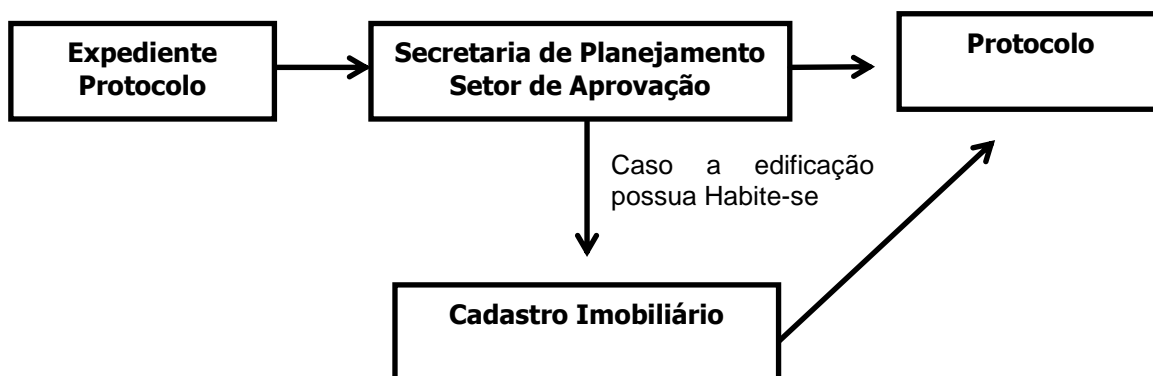 Expediente
Protocolo
Secretaria de Planejamento
Setor de Aprovação
Protocolo
Caso a edificação
possua Habite-se
Cadastro Imobiliário